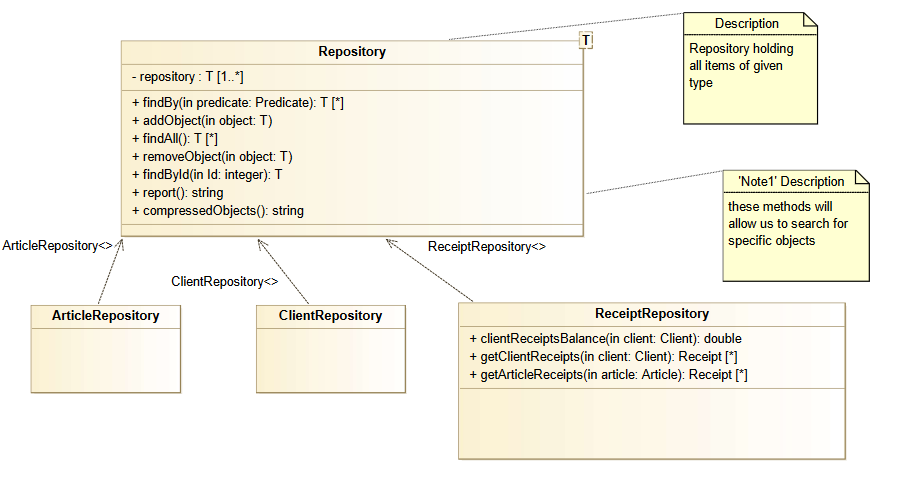 Repository
T
- repository : T [1..*]
+ findBy(in predicate: Predicate): T [*]
+ addObject(in object: T)
+ findAll(): T [*]
+ removeObject(in object: T)
+ findById(in Id: integer): T
+ report(): string
+ compressedObjects(): string
Description
Repository holding
all items of given
type
'Note1' Description
these methods will
allow us to search for
specific objects
ArticleRepository<>
ClientRepository<>
ReceiptRepository<>
ArticleRepository
ClientRepository
ReceiptRepository
+ clientReceiptsBalance(in client: Client): double
+ getClientReceipts(in client: Client): Receipt [*]
+ getArticleReceipts(in article: Article): Receipt [*]